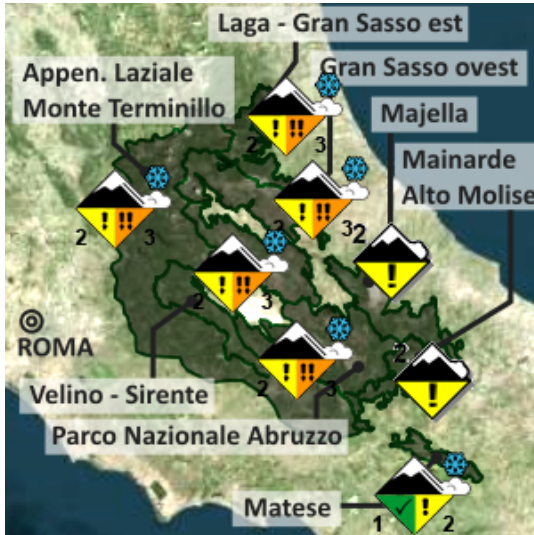 Laga - Gran Sasso est
Appen. Laziale
Monte Terminillo
Gran Sasso ovest
Majella
Mainarde
Alto Molise
2 3
2 3
2 3
2
2 3
2
ROMA
2 3
Velino - Sirente
Parco Nazionale Abruzzo
Matese
1 2